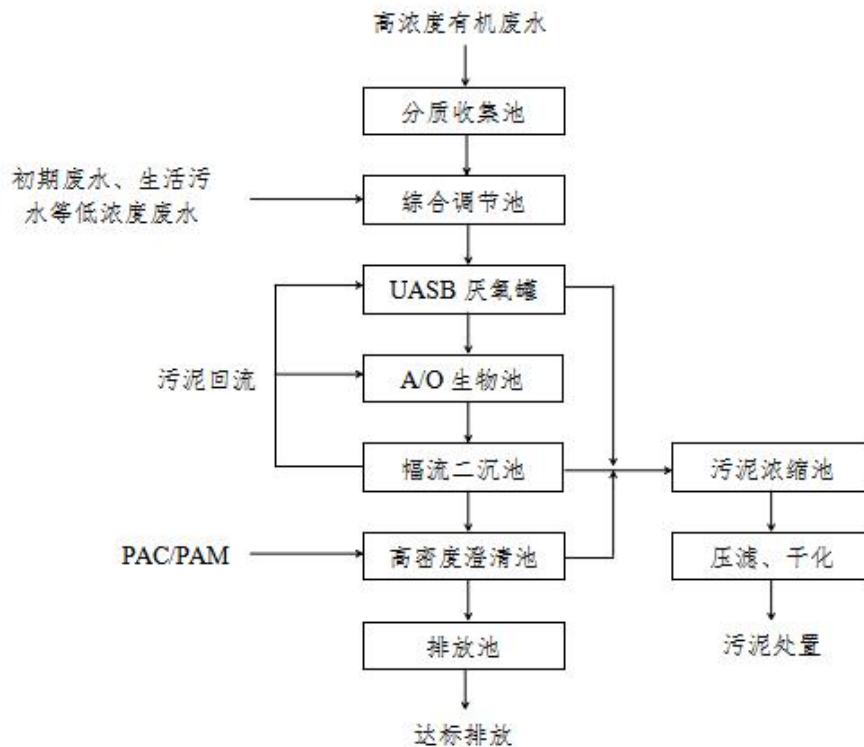 高浓度有机废水
分质收集池
初期废水、生活污
水等低浓度废水
综合调节池
UASB 厌氧罐
污泥回流
A/O 生物池
幅流二沉池
污泥浓缩池
PAC/PAM
高密度澄清池
压滤、干化
排放池
污泥处置
达标排放